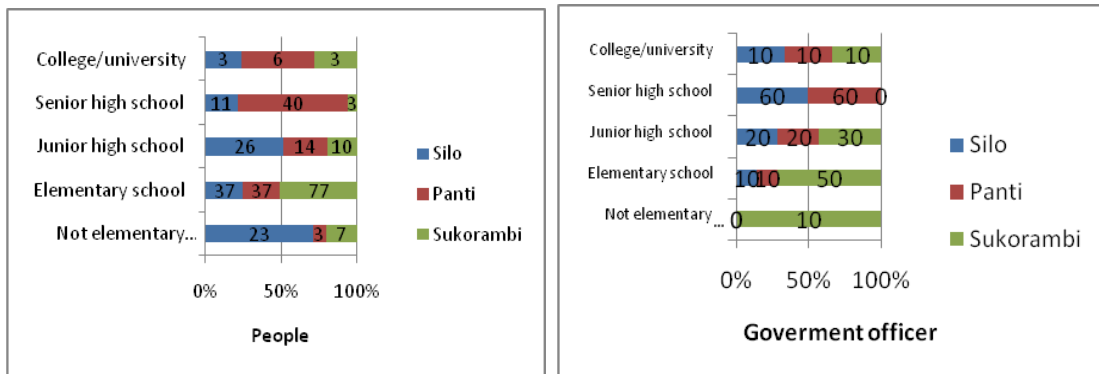 College/university 3 6 3
Senior high school 11 40 3
Junior high school 26 14 10
Elementary school 37 37 77
Not elementary... 23 3 7
0% 50% 100%
People
Silo
Panti
Sukorambi
College/university 10 10 10
Senior high school 60 60 0
Junior high school 20 20 30
Elementary school 10 10 50
Not elementary ... 0 10
0% 50% 100%
Goverment officer
Silo
Panti
Sukorambi